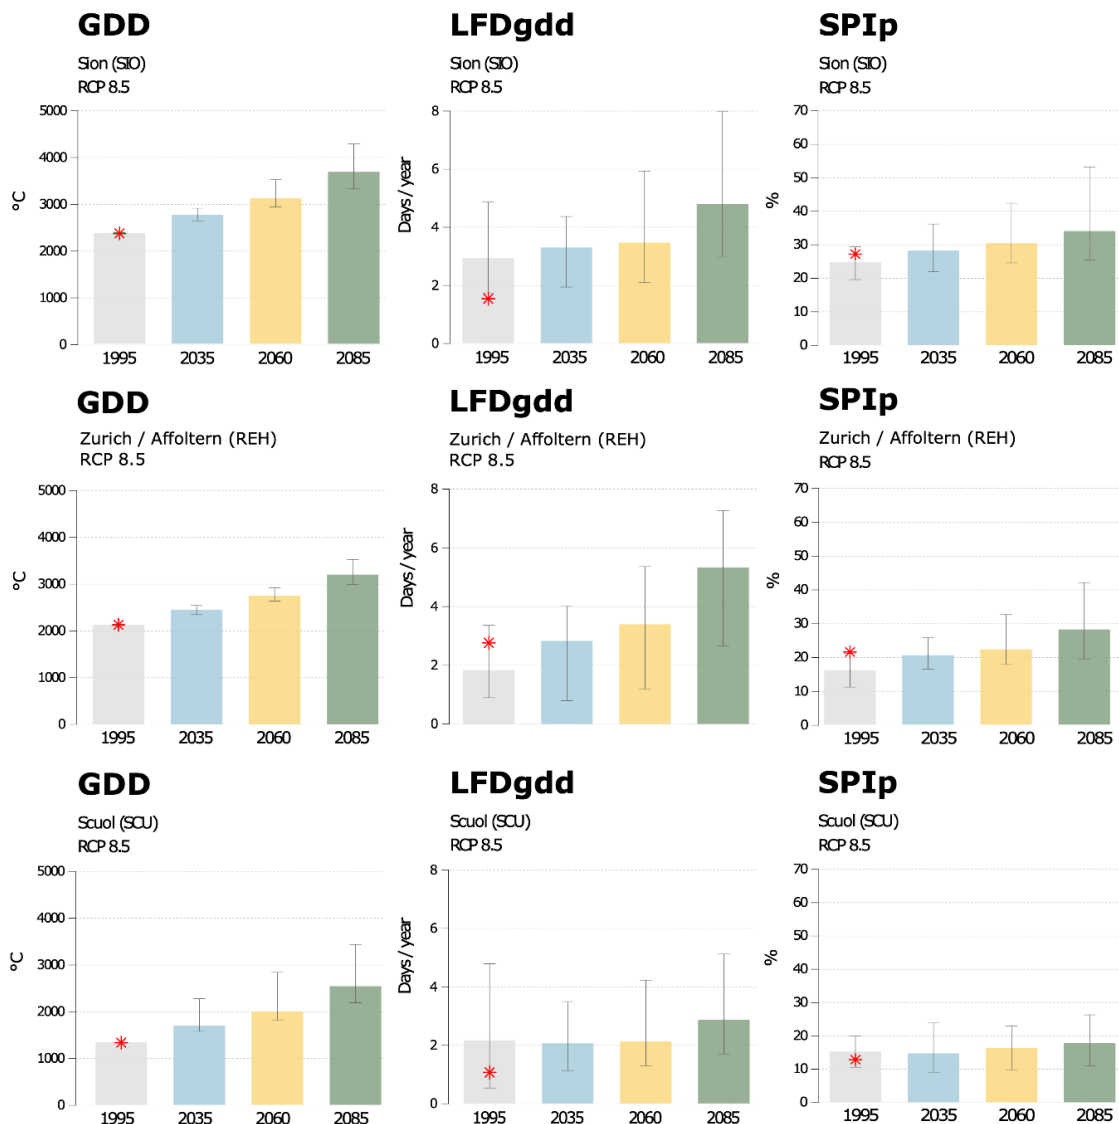 GDD
Sion (SIO)
RCP 8.5
5000
4000
3000
2000
1000
0
°C
1995 2035 2060 2085
LFDgdd
Sion (SIO)
RCP 8.5
8
6
4
2
0
Days / year
1995 2035 2060 2085
SPIp
Sion (SIO)
RCP 8.5
70
60
50
40
30
20
10
0
%
1995 2035 2060 2085
GDD
Zurich / Affoltern (REH)
RCP 8.5
5000
4000
3000
2000
1000
0
°C
1995 2035 2060 2085
LFDgdd
Zurich / Affoltern (REH)
RCP 8.5
8
6
4
2
0
Days / year
1995 2035 2060 2085
SPIp
Zurich / Affoltern (REH)
RCP 8.5
70
60
50
40
30
20
10
0
%
1995 2035 2060 2085
GDD
Scuol (SCU)
RCP 8.5
5000
4000
3000
2000
1000
0
°C
1995 2035 2060 2085
LFDgdd
Scuol (SCU)
RCP 8.5
8
6
4
2
0
Days / year
1995 2035 2060 2085
SPIp
Scuol (SCU)
RCP 8.5
70
60
50
40
30
20
10
0
%
1995 2035 2060 2085